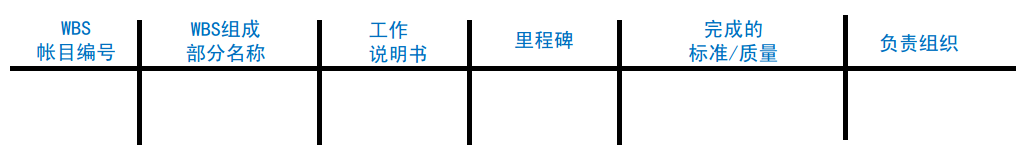 WBS
帐目编号
WBS组成
部分名称
工作
说明书
里程碑
完成的
标准/质量
负责组织